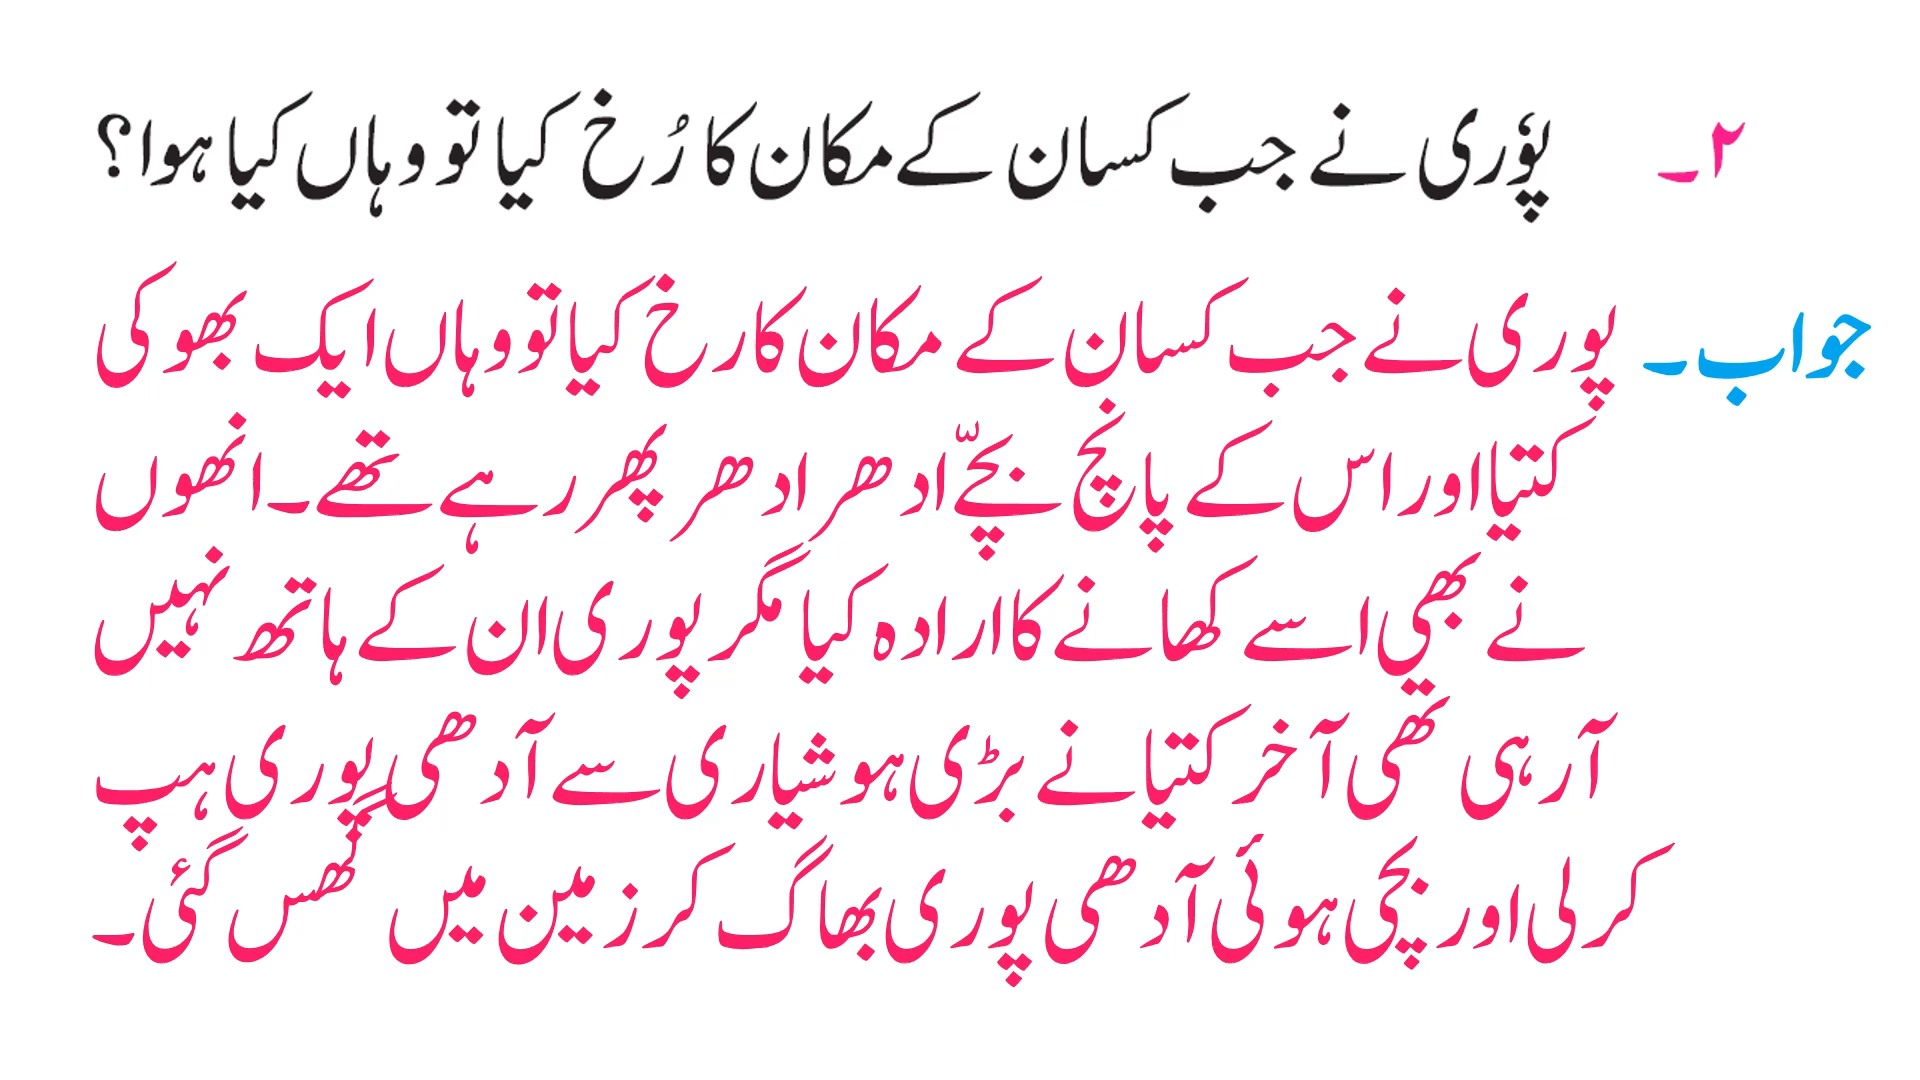 ۲۔ پوٗری نے جب کسان کے مکان کا رُخ کیا تو وہاں کیا ہوا؟
جواب۔ پوری نے جب کسان کے مکان کا رخ کیا تو وہاں ایک بھوکی
کتیا اور اس کے پانچ بچّے ادھر ادھر پھر رہے تھے۔ انھوں
نے بھی اسے کھانے کا ارادہ کیا مگر پوری ان کے ہاتھ نہیں
آرہی تھی آخر کتیا نے بڑی ہوشیاری سے آدھی پوری ہپ
کرلی اور بچی ہوئی آدھی پوری بھاگ کر زمین میں گھس گئی۔